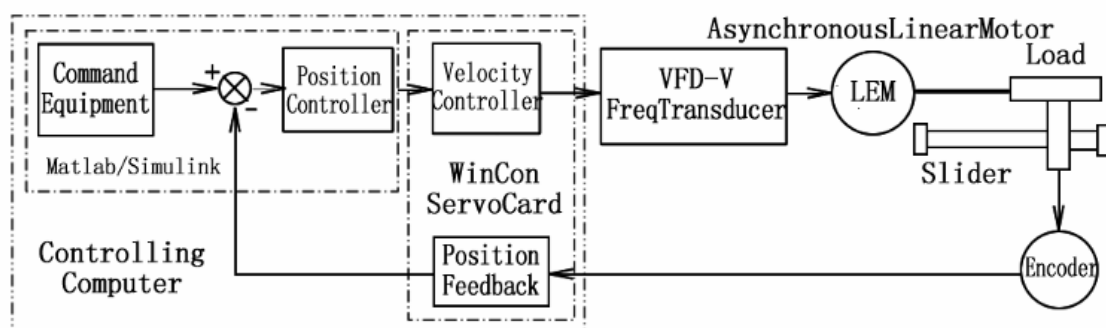 AsynchronousLinearMotor
Command
Equipment
+
-
Position
Controller
Velocity
Controller
VFD-V
FreqTransducer
LEM
Load
Matlab/Simulink
WinCon
ServoCard
Slider
Controlling
Computer
Position
Feedback
Encoder